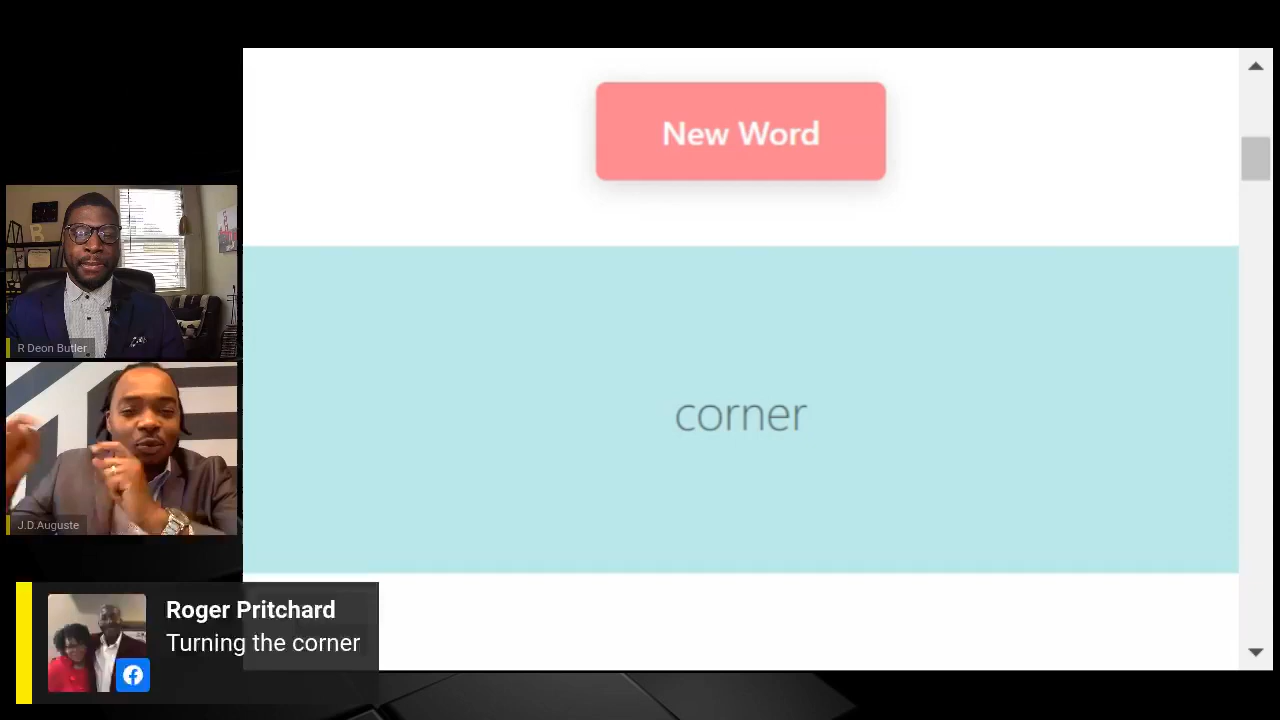 New Word
corner
R Deon Butler
J.D.Auguste
Roger Pritchard
Turning the corner